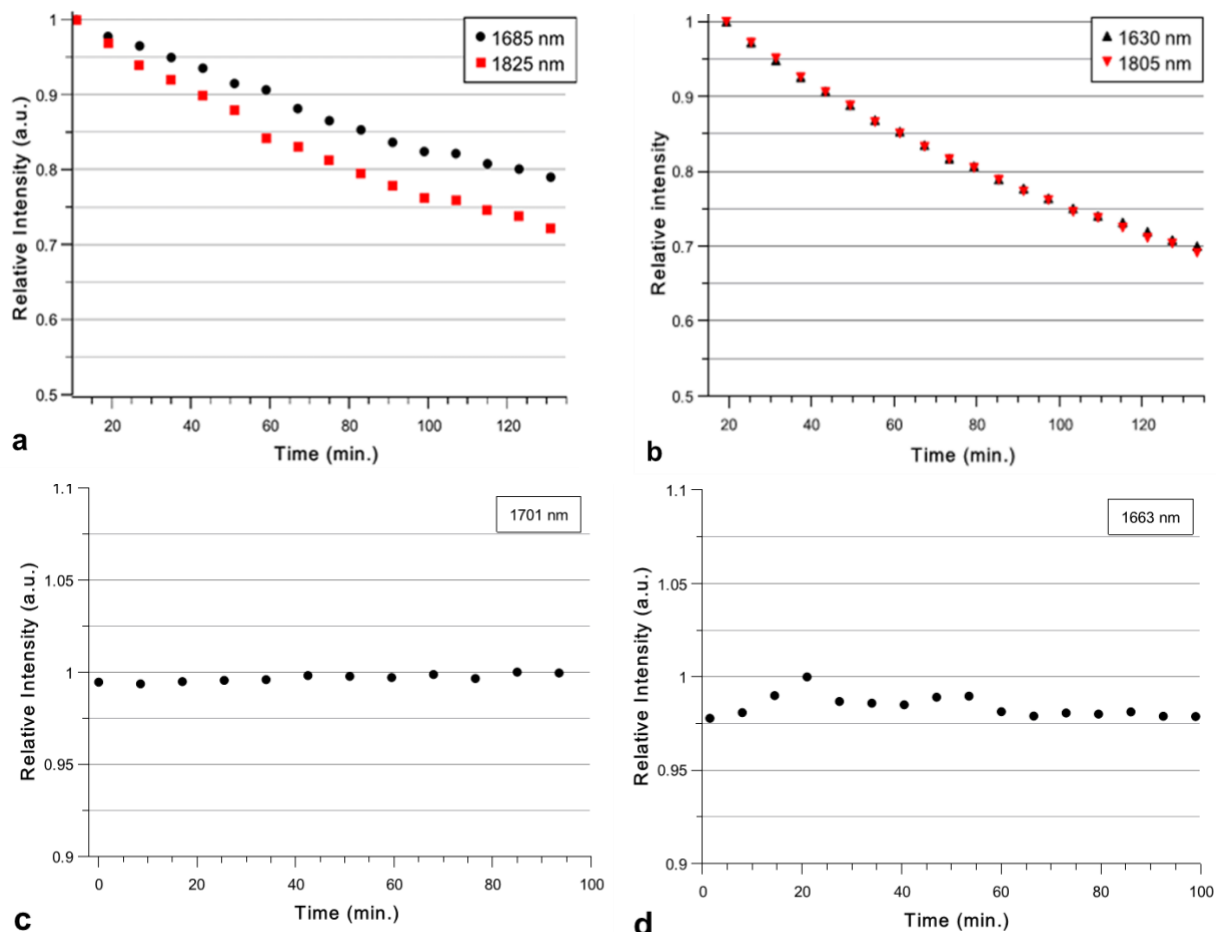 1
0.9
0.8
0.7
0.6
0.5
Relative Intensity (a.u.)
1685 nm
1825 nm
20 40 60 80 100 120
Time (min.)
a
1
0.9
0.8
0.7
0.6
0.5
Relative intensity
1630 nm
1805 nm
20 40 60 80 100 120
Time (min.)
b
1.1
1.05
1
0.95
0.9
Relative Intensity (a.u.)
1701 nm
0 20 40 60 80 100
Time (min.)
c
1.1
1.05
1
0.95
0.9
Relative Intensity (a.u.)
1663 nm
0 20 40 60 80 100
Time (min.)
d